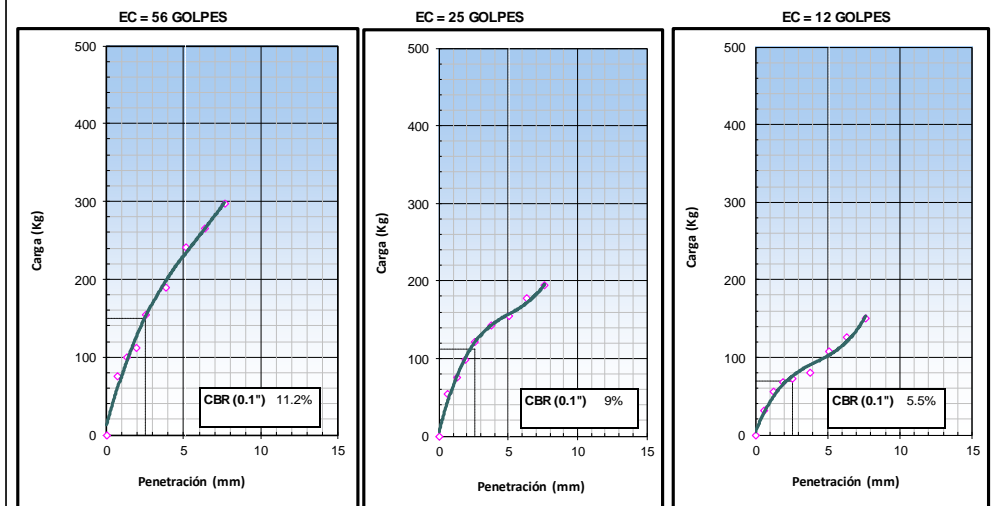 EC = 56 GOLPES
500
400
300
200
100
0
0 5 10 15
Carga (Kg)
Penetración (mm)
CBR (0.1") 11.2%
EC = 25 GOLPES
500
400
300
200
100
0
0 5 10 15
Carga (Kg)
Penetración (mm)
CBR (0.1") 9%
EC = 12 GOLPES
500
400
300
200
100
0
0 5 10 15
Carga (Kg)
Penetración (mm)
CBR (0.1") 5.5%